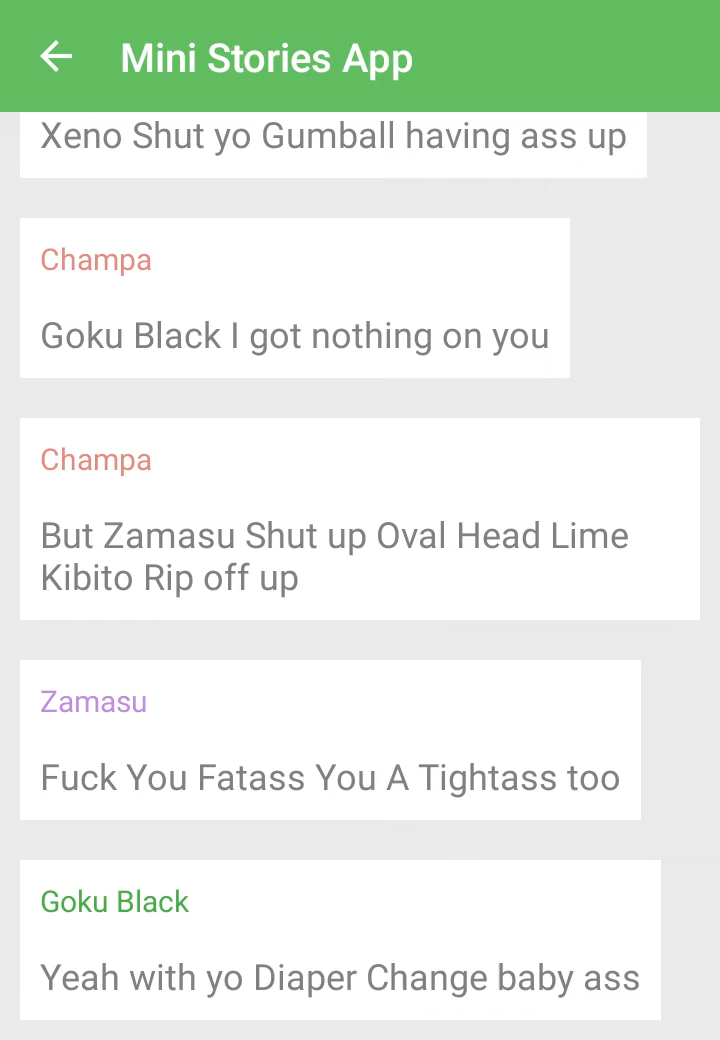 Mini Stories App
Xeno Shut yo Gumball having ass up
Champa
Goku Black I got nothing on you
Champa
But Zamasu Shut up Oval Head Lime
Kibito Rip off up
Zamasu
Fuck You Fatass You A Tightass too
Goku Black
Yeah with yo Diaper Change baby ass